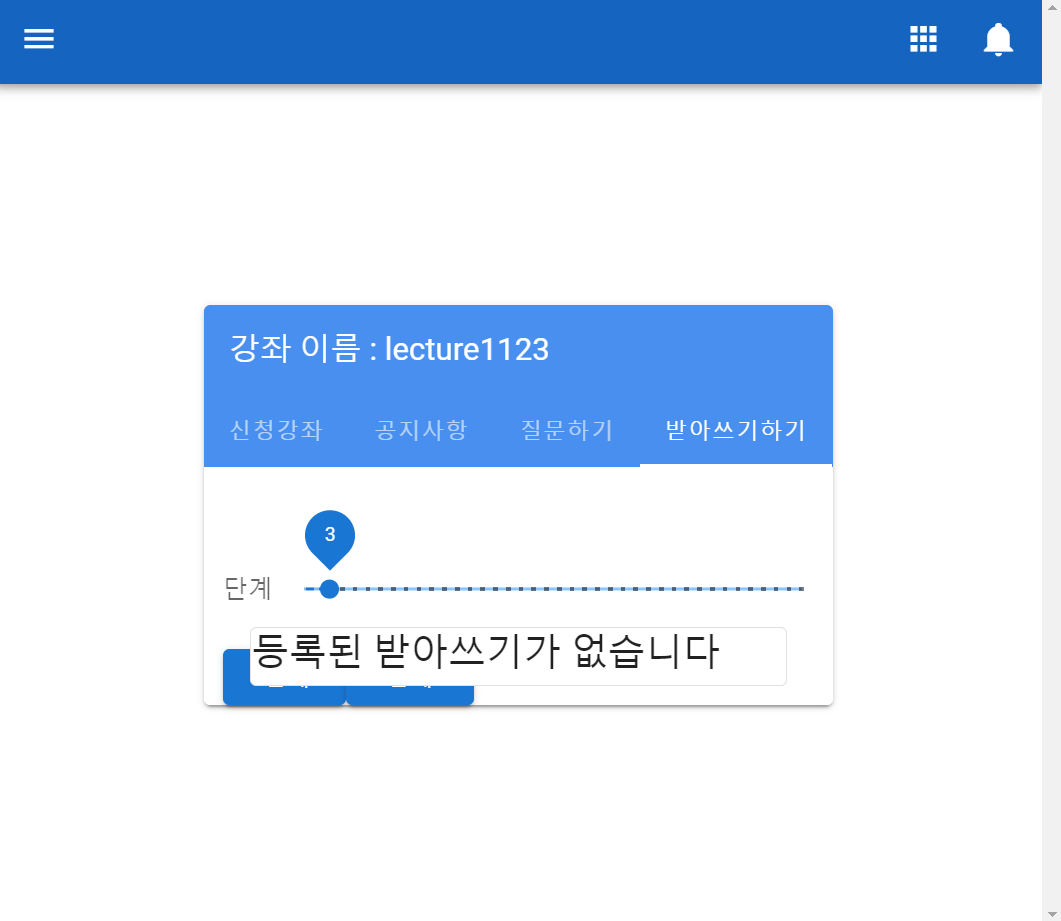 강좌 이름 : lecture1123
신청강좌 공지사항 질문하기 받아쓰기하기
3
단계
등록된 받아쓰기가 없습니다